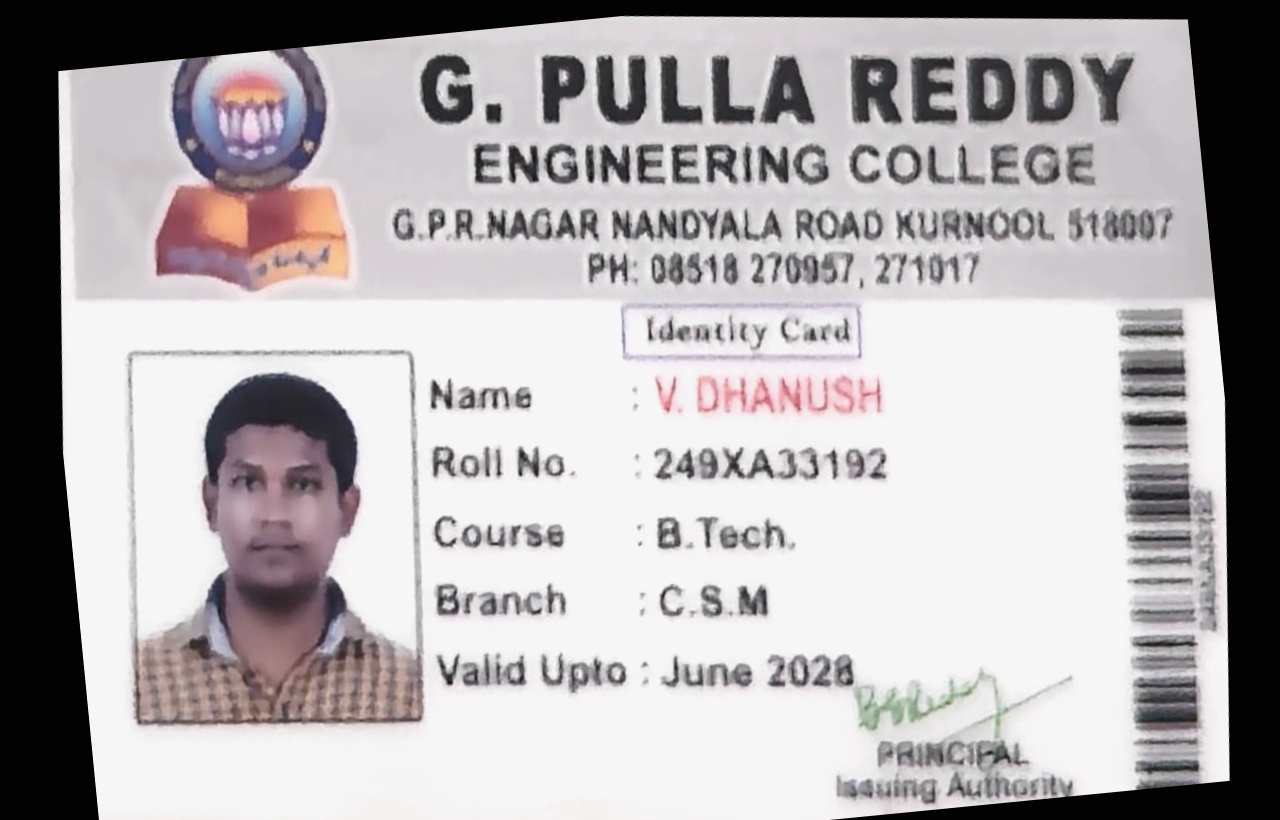 G. PULLA REDDY
ENGINEERING COLLEGE
G.P.R.NAGAR NANDYALA ROAD KURNOOL 518007
PH: 08518 270957, 271017
Identity Card
Name : V. DHANUSH
Roll No. : 249XA33192
Course : B.Tech.
Branch : C.S.M
Valid Upto : June 2028
PRINCIPAL
Issuing Authority